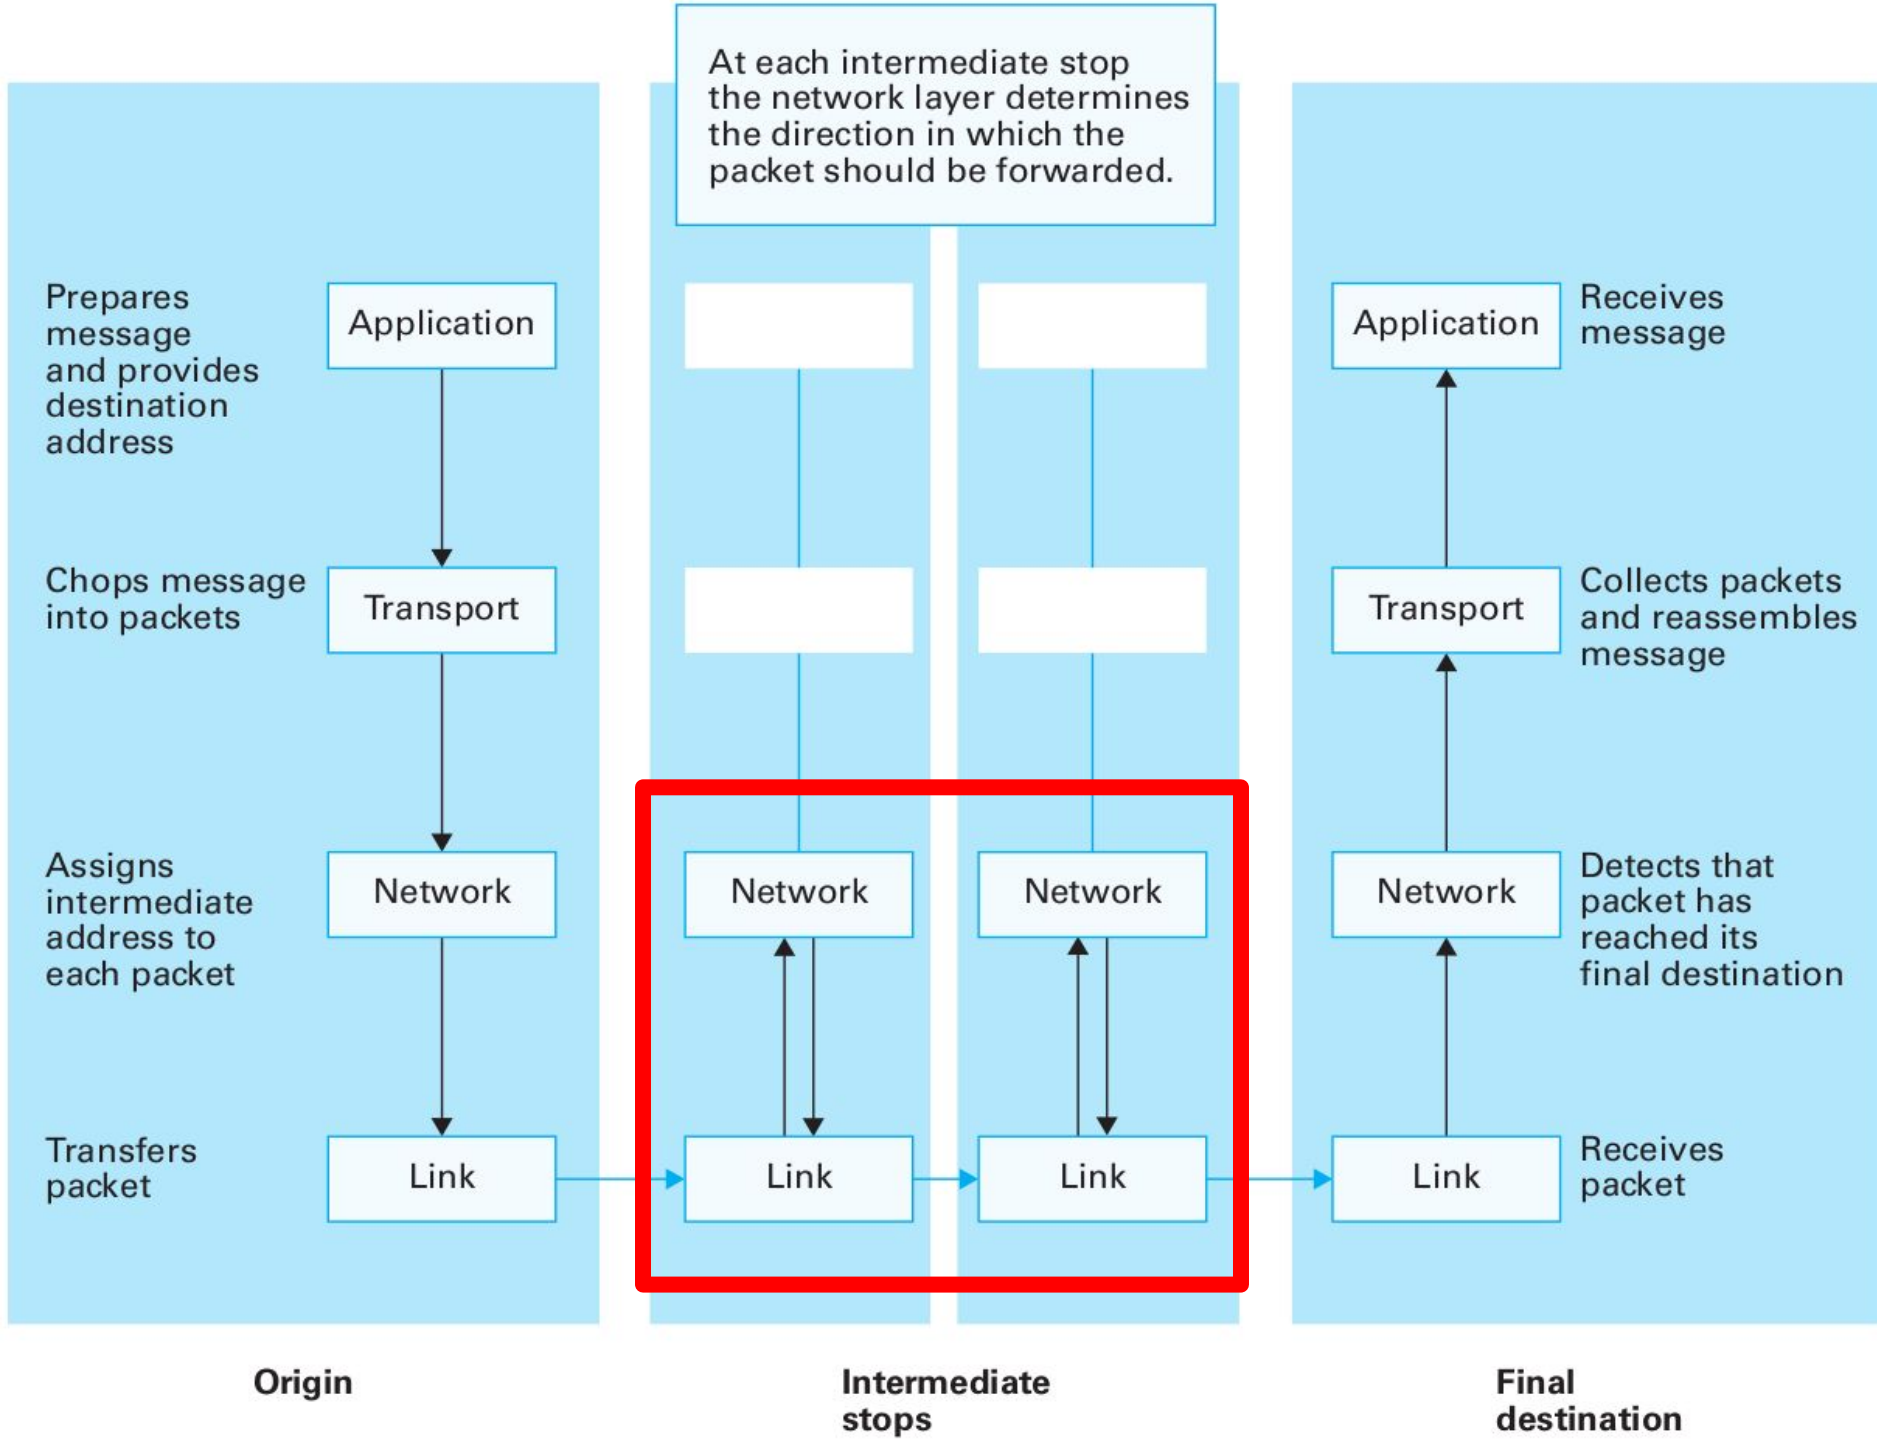 At each intermediate stop
the network layer determines
the direction in which the
packet should be forwarded.
Prepares
message
and provides
destination
address
Application
Application
Receives
message
Chops message
into packets
Transport
Transport
Collects packets
and reassembles
message
Assigns
intermediate
address to
each packet
Network
Network
Network
Network
Detects that
packet has
reached its
final destination
Transfers
packet
Link
Link
Link
Link
Receives
packet
Origin
Intermediate
stops
Final
destination